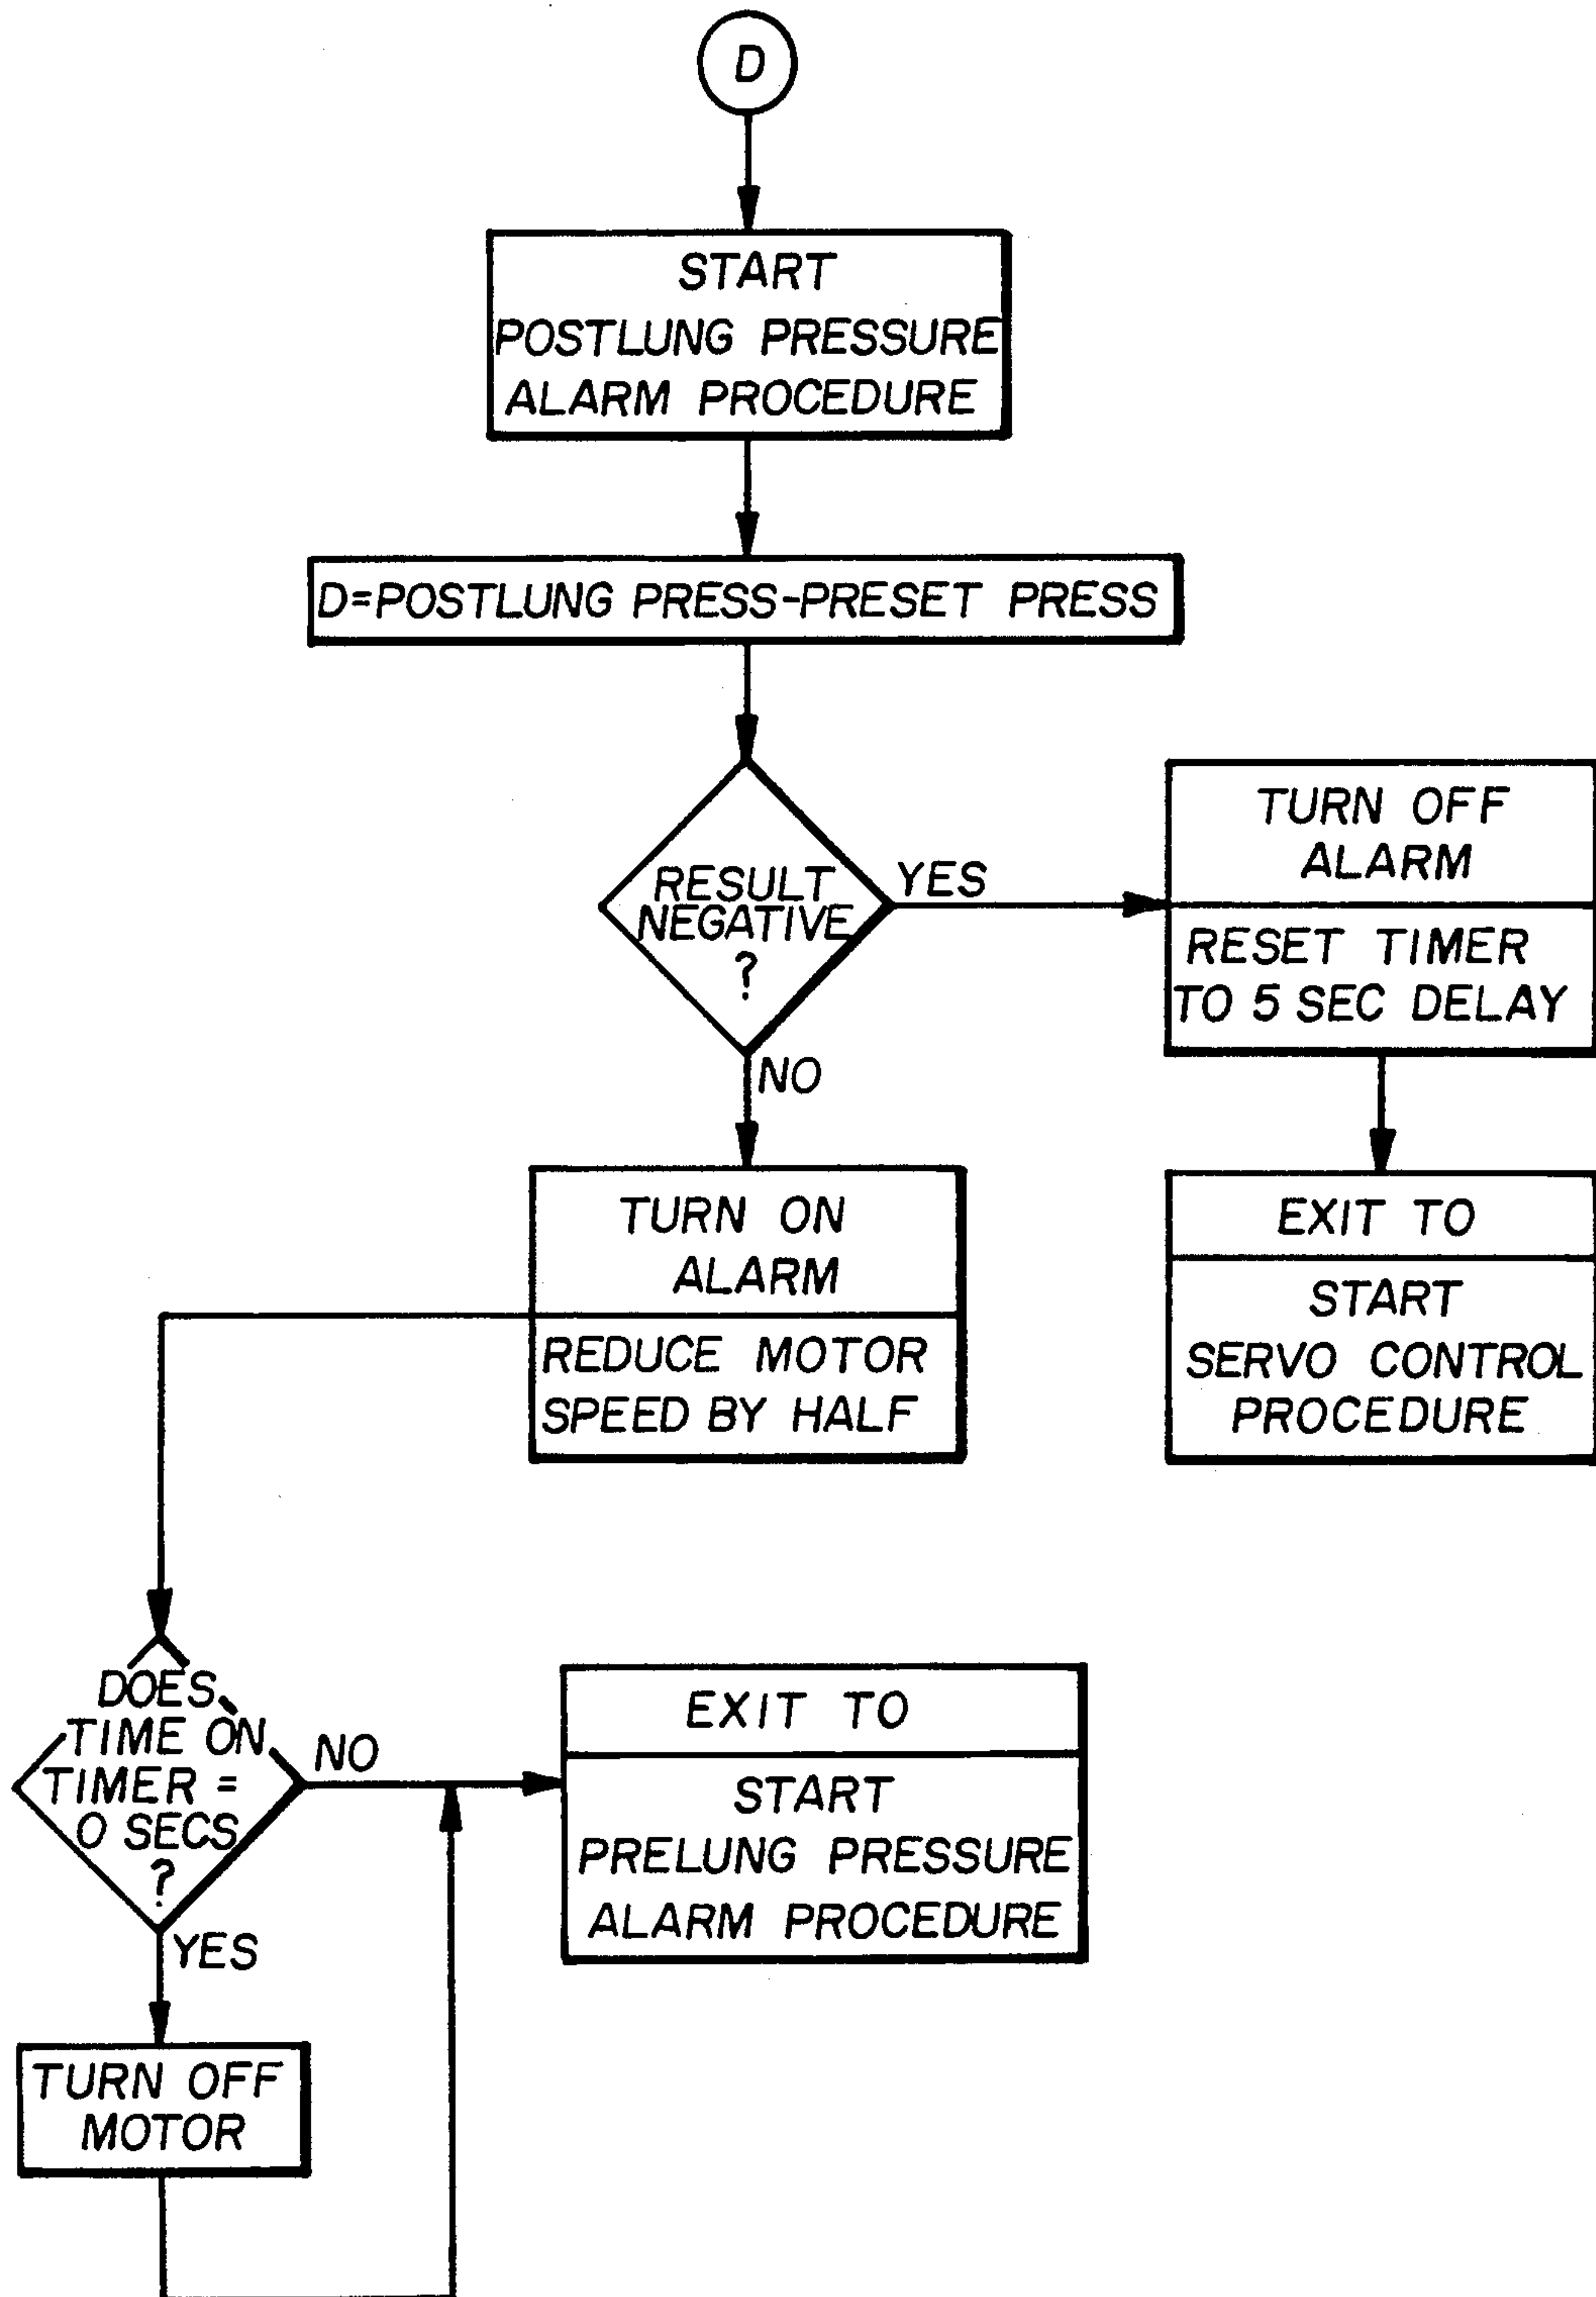 D
START
POSTLUNG PRESSURE
ALARM PROCEDURE
D=POSTLUNG PRESS-PRESET PRESS
RESULT
NEGATIVE
?
YES
TURN OFF
ALARM
RESET TIMER
TO 5 SEC DELAY
NO
TURN ON
ALARM
REDUCE MOTOR
SPEED BY HALF
EXIT TO
START
SERVO CONTROL
PROCEDURE
DOES
TIME ON
TIMER =
0 SECS
?
NO
EXIT TO
START
PRELUNG PRESSURE
ALARM PROCEDURE
YES
TURN OFF
MOTOR